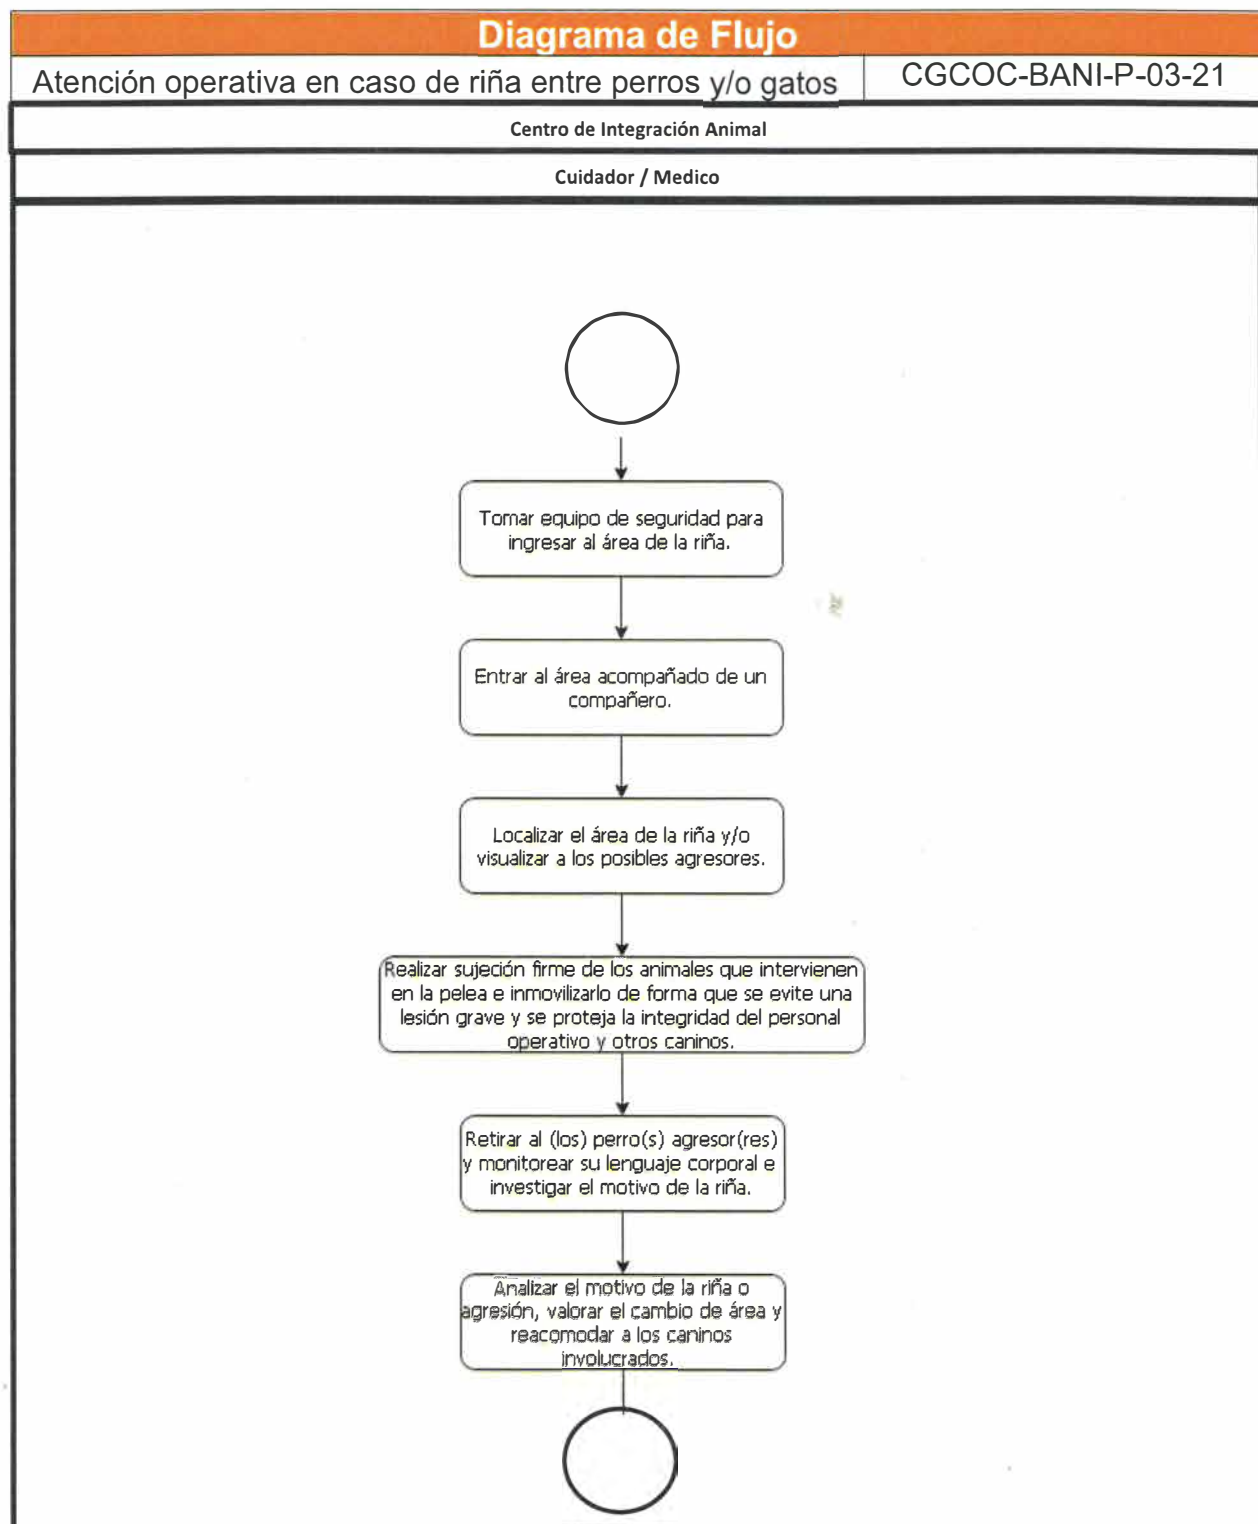 Diagrama de Flujo
Atención operativa en caso de riña entre perros y/o gatos
CGCOC-BANI-P-03-21
Centro de Integración Animal
Cuidador / Medico
Tomar equipo de seguridad para
ingresar al área de la riña.
Entrar al área acompañado de un
compañero.
Localizar el área de la riña y/o
visualizar a los posibles agresores.
Realizar sujeción firme de los animales que intervienen
en la pelea e inmovilizarlo de forma que se evite una
lesión grave y se proteja la integridad del personal
operativo y otros caninos.
Retirar al (los) perro(s) agresor(res)
y monitorear su lenguaje corporal e
investigar el motivo de la riña.
Analizar el motivo de la riña o
agresión, valorar el cambio de área y
reacomodar a los caninos
involucrados.